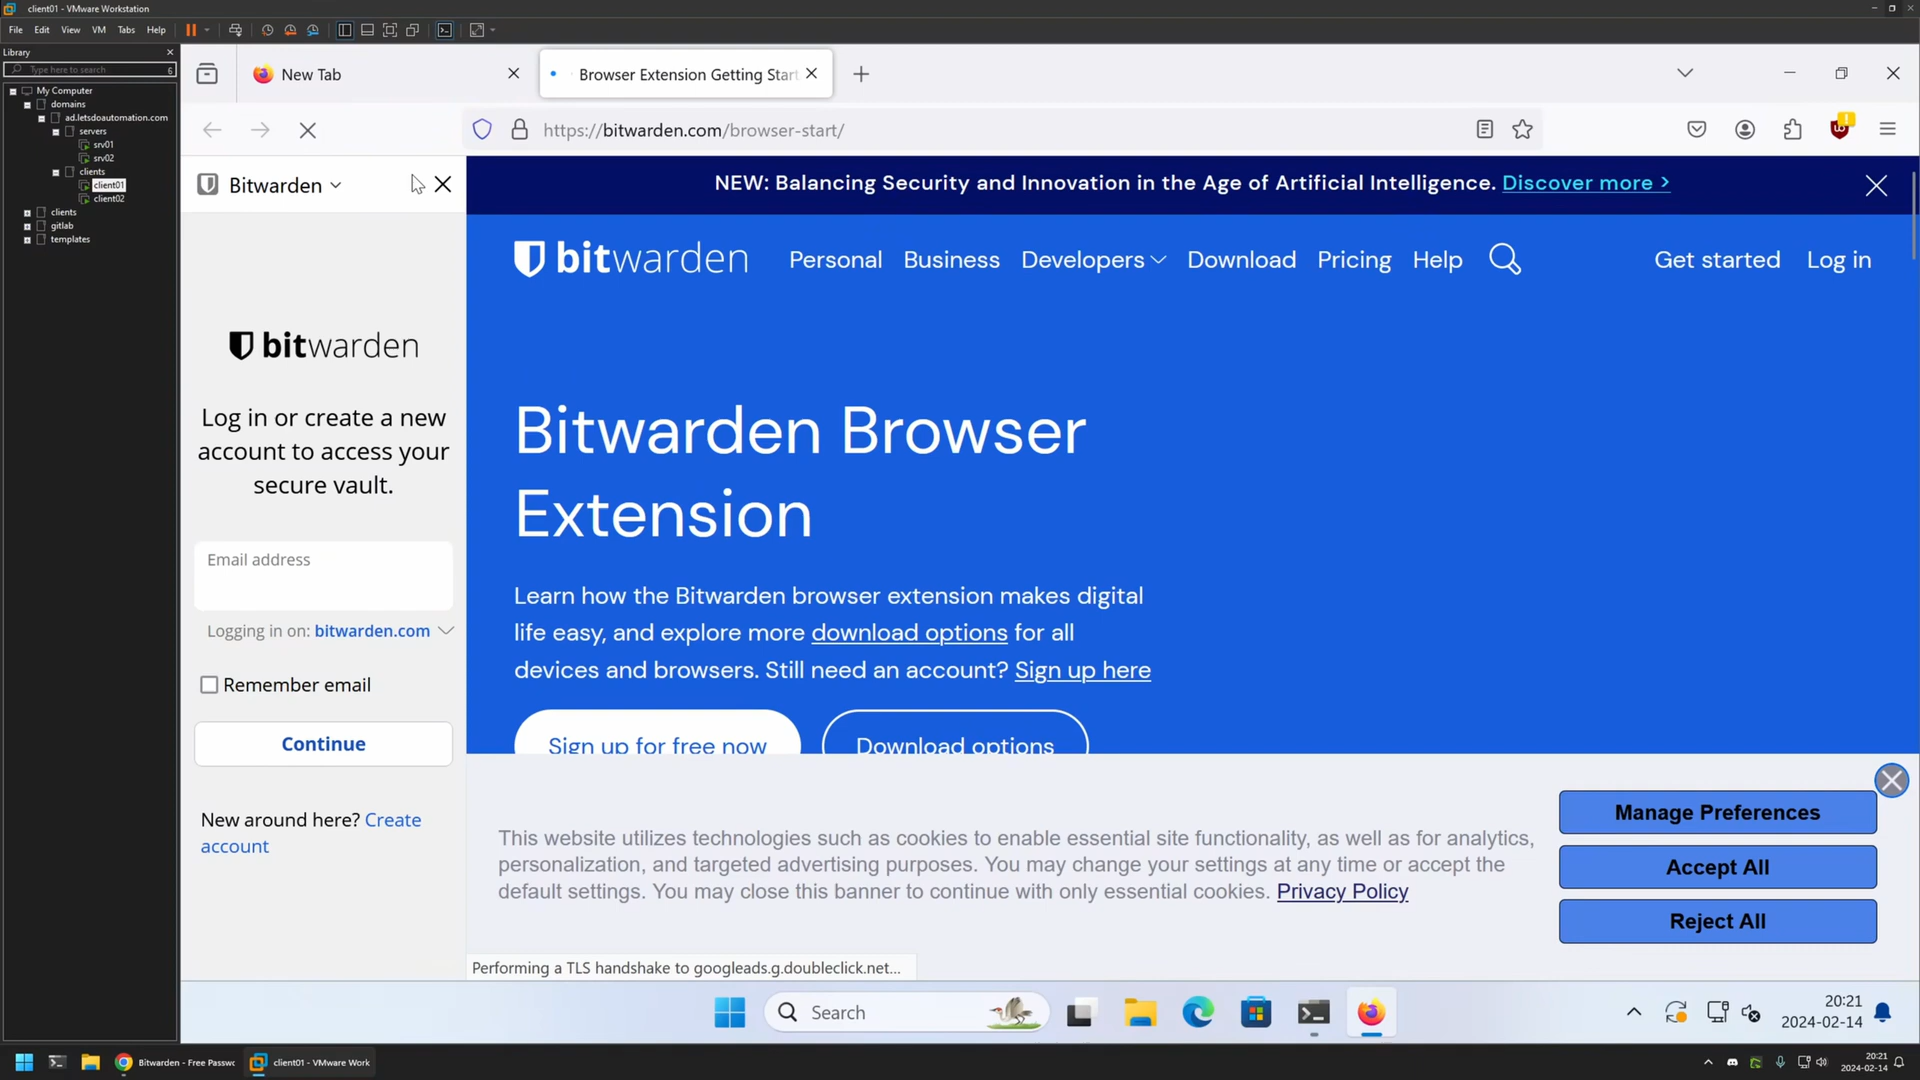 client01 - VMware Workstation
File Edit View VM Tabs Help
Library
Type here to search
My Computer
domains
ad.letsdoautomation.com
servers
srv01
srv02
clients
client01
client02
clients
gitlab
templates
New Tab
Browser Extension Getting Start
https://bitwarden.com/browser-start/
Bitwarden
bitwarden
Log in or create a new
account to access your
secure vault.
Email address
Logging in on: bitwarden.com
Remember email
Continue
New around here? Create
account
NEW: Balancing Security and Innovation in the Age of Artificial Intelligence. Discover more >
bitwarden Personal Business Developers Download Pricing Help Get started Log in
Bitwarden Browser
Extension
Learn how the Bitwarden browser extension makes digital
life easy, and explore more download options for all
devices and browsers. Still need an account? Sign up here
Sign up for free now Download options
This website utilizes technologies such as cookies to enable essential site functionality, as well as for analytics,
personalization, and targeted advertising purposes. You may change your settings at any time or accept the
default settings. You may close this banner to continue with only essential cookies. Privacy Policy
Manage Preferences
Accept All
Reject All
Performing a TLS handshake to googleads.g.doubleclick.net...
Search
20:21
2024-02-14
Bitwarden - Free Passwo
client01 - VMware Work
20:21
2024-02-14